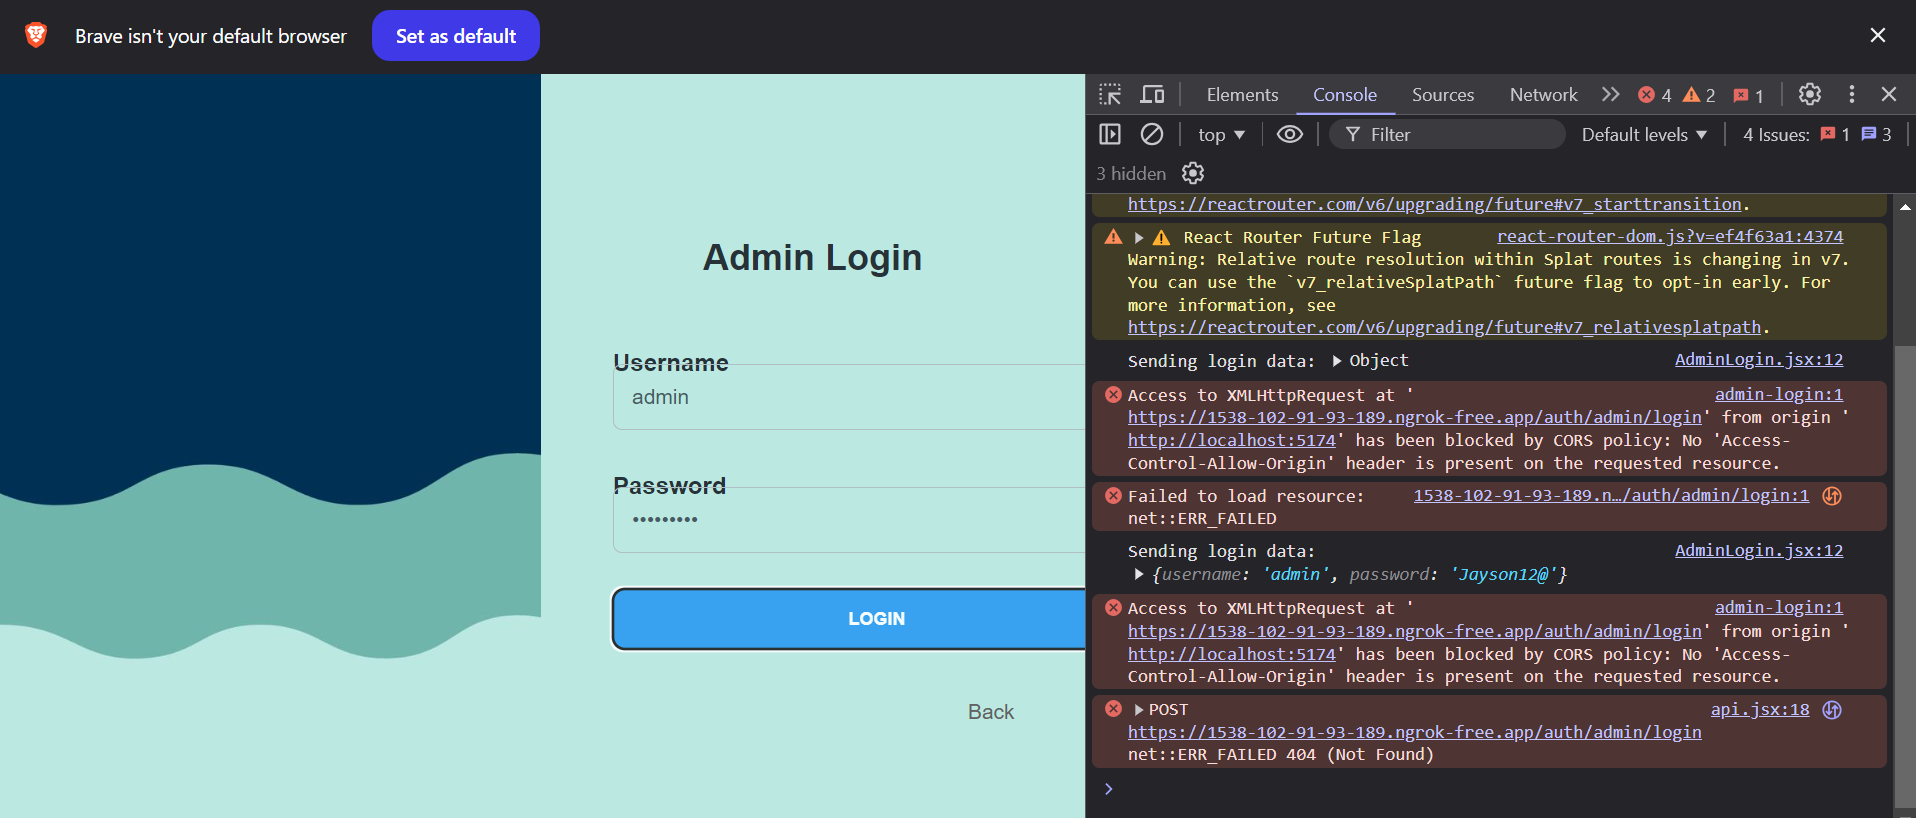 Brave isn't your default browser Set as default
Admin Login
Username
admin
Password
•••••••••
LOGIN
Back
Elements Console Sources Network 4 2 1
top Filter Default levels 4 Issues: 1 3
3 hidden
https://reactrouter.com/v6/upgrading/future#v7_starttransition.
React Router Future Flag react-router-dom.js?v=ef4f63a1:4374
Warning: Relative route resolution within Splat routes is changing in v7.
You can use the `v7_relativeSplatPath` future flag to opt-in early. For
more information, see
https://reactrouter.com/v6/upgrading/future#v7_relativesplatpath.
Sending login data: Object AdminLogin.jsx:12
Access to XMLHttpRequest at ' admin-login:1
https://1538-102-91-93-189.ngrok-free.app/auth/admin/login' from origin '
http://localhost:5174' has been blocked by CORS policy: No 'Access-
Control-Allow-Origin' header is present on the requested resource.
Failed to load resource: 1538-102-91-93-189.n…/auth/admin/login:1
net::ERR_FAILED
Sending login data: AdminLogin.jsx:12
{username: 'admin', password: 'Jayson12@'}
Access to XMLHttpRequest at ' admin-login:1
https://1538-102-91-93-189.ngrok-free.app/auth/admin/login' from origin '
http://localhost:5174' has been blocked by CORS policy: No 'Access-
Control-Allow-Origin' header is present on the requested resource.
POST api.jsx:18
https://1538-102-91-93-189.ngrok-free.app/auth/admin/login
net::ERR_FAILED 404 (Not Found)